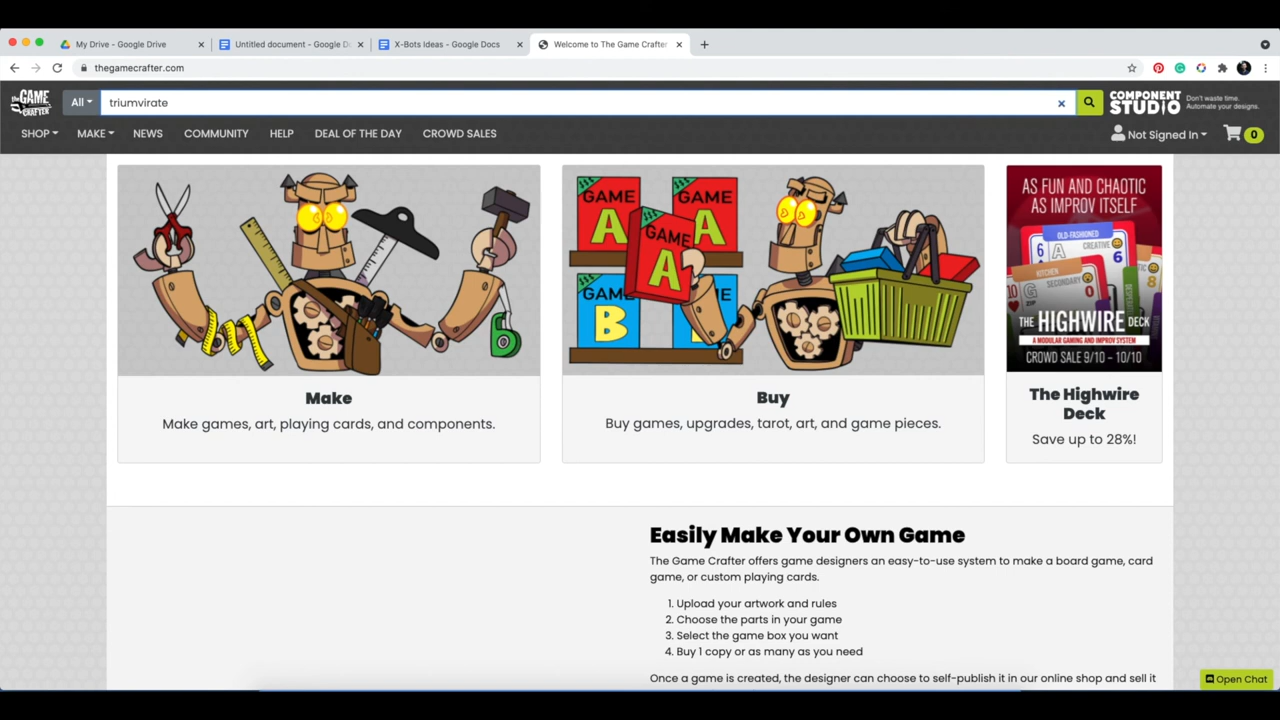 My Drive - Google Drive
Untitled document - Google Do
X-Bots Ideas - Google Docs
Welcome to The Game Crafter
thegamecrafter.com
the GAME CRAFTER
All
triumvirate
COMPONENT STUDIO
Don't waste time.
Automate your designs.
SHOP
MAKE
NEWS
COMMUNITY
HELP
DEAL OF THE DAY
CROWD SALES
Not Signed In
0
GAME
A
GAME
A
GAME
A
GAME
B
AS FUN AND CHAOTIC
AS IMPROV ITSELF
OLD-FASHIONED
6 A CREATIVE 6
KITCHEN
SECONDARY
10 G ZIP 0
8
THE HIGHWIRE DECK
A MODULAR GAMING AND IMPROV SYSTEM
CROWD SALE 9/10 - 10/10
Make
Make games, art, playing cards, and components.
Buy
Buy games, upgrades, tarot, art, and game pieces.
The Highwire
Deck
Save up to 28%!
Easily Make Your Own Game
The Game Crafter offers game designers an easy-to-use system to make a board game, card
game, or custom playing cards.
1. Upload your artwork and rules
2. Choose the parts in your game
3. Select the game box you want
4. Buy 1 copy or as many as you need
Once a game is created, the designer can choose to self-publish it in our online shop and sell it
Open Chat